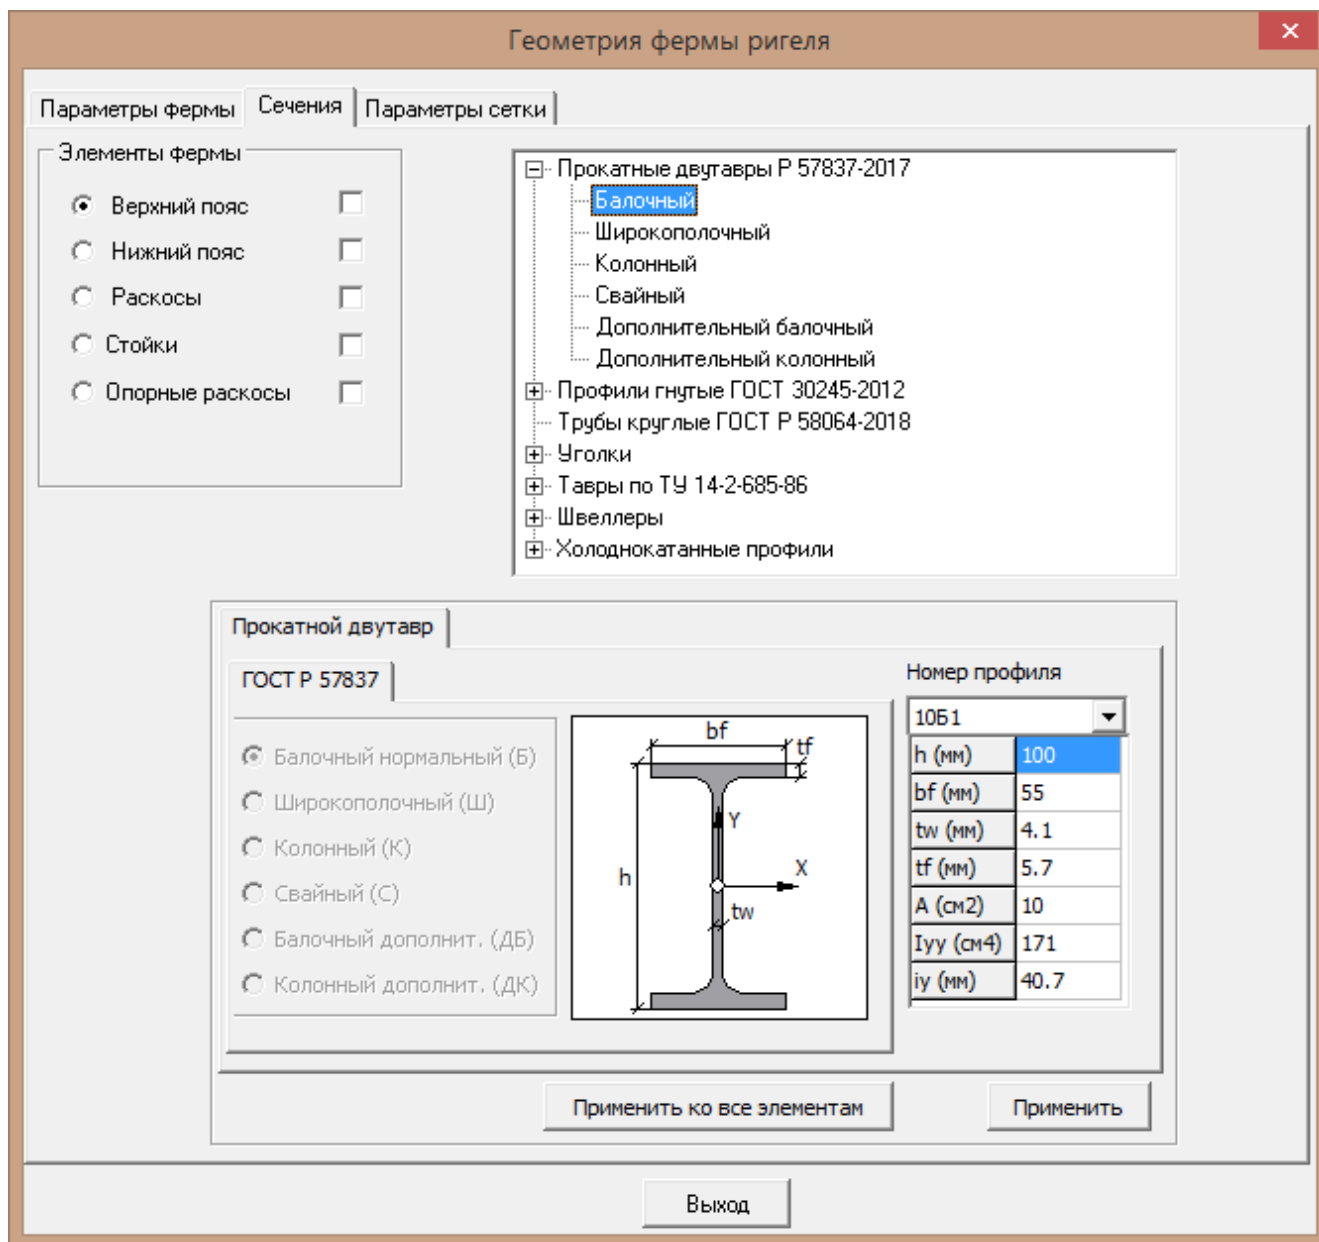 Геометрия фермы ригеля
Параметры фермы
Сечения
Параметры сетки
Элементы фермы
Верхний пояс
Нижний пояс
Раскосы
Стойки
Опорные раскосы
Прокатные двутавры Р 57837-2017
Балочный
Широкополочный
Колонный
Свайный
Дополнительный балочный
Дополнительный колонный
Профили гнутые ГОСТ 30245-2012
Трубы круглые ГОСТ Р 58064-2018
Уголки
Тавры по ТУ 14-2-685-86
Швеллеры
Холоднокатанные профили
Прокатной двутавр
ГОСТ Р 57837
Балочный нормальный (Б)
Широкополочный (Ш)
Колонный (К)
Свайный (С)
Балочный дополнит. (ДБ)
Колонный дополнит. (ДК)
bf
tf
Y
X
h
tw
Номер профиля
10Б1
h (мм) 100
bf (мм) 55
tw (мм) 4.1
tf (мм) 5.7
A (см2) 10
Iyy (см4) 171
iy (мм) 40.7
Применить ко все элементам
Применить
Выход